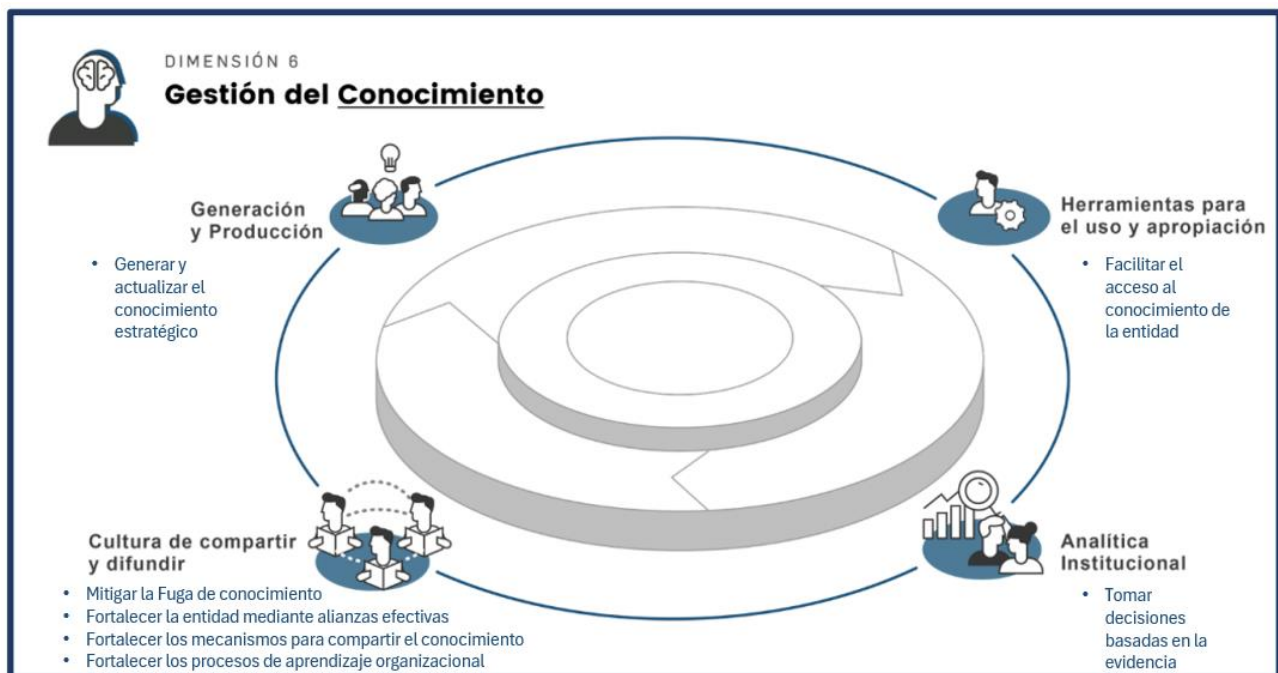 DIMENSIÓN 6
Gestión del Conocimiento
Generación
y Producción
• Generar y
actualizar el
conocimiento
estratégico
Herramientas para
el uso y apropiación
• Facilitar el
acceso al
conocimiento de
la entidad
Cultura de compartir
y difundir
• Mitigar la Fuga de conocimiento
• Fortalecer la entidad mediante alianzas efectivas
• Fortalecer los mecanismos para compartir el conocimiento
• Fortalecer los procesos de aprendizaje organizacional
Analítica
Institucional
• Tomar
decisiones
basadas en la
evidencia